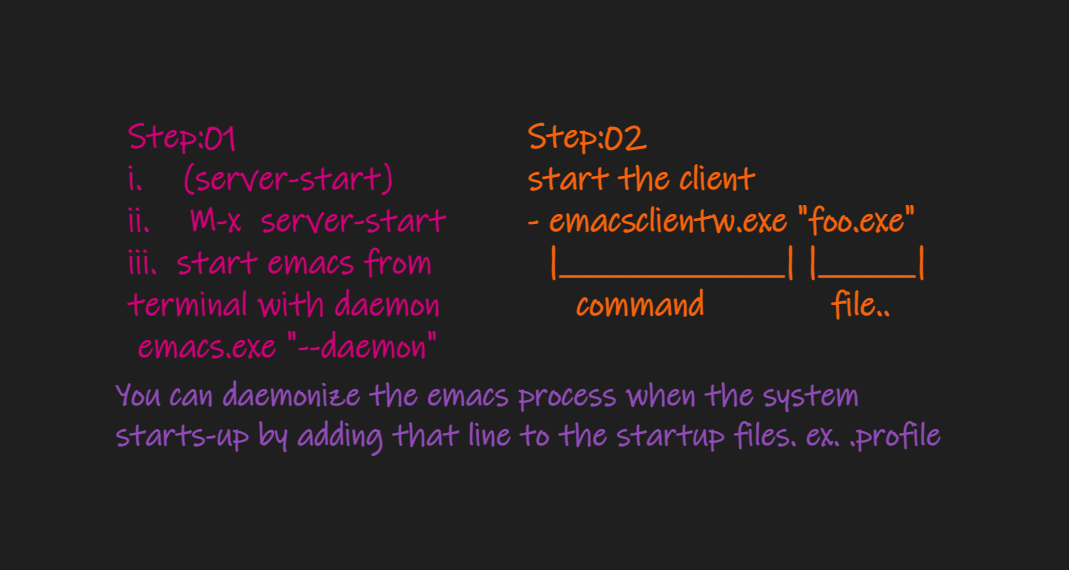 Step:01
i. (server-start)
ii. M-x server-start
iii. start emacs from
terminal with daemon
emacs.exe "--daemon"
Step:02
start the client
- emacsclientw.exe "foo.exe"
|______________| |______|
command file..
You can daemonize the emacs process when the system
starts-up by adding that line to the startup files. ex. .profile